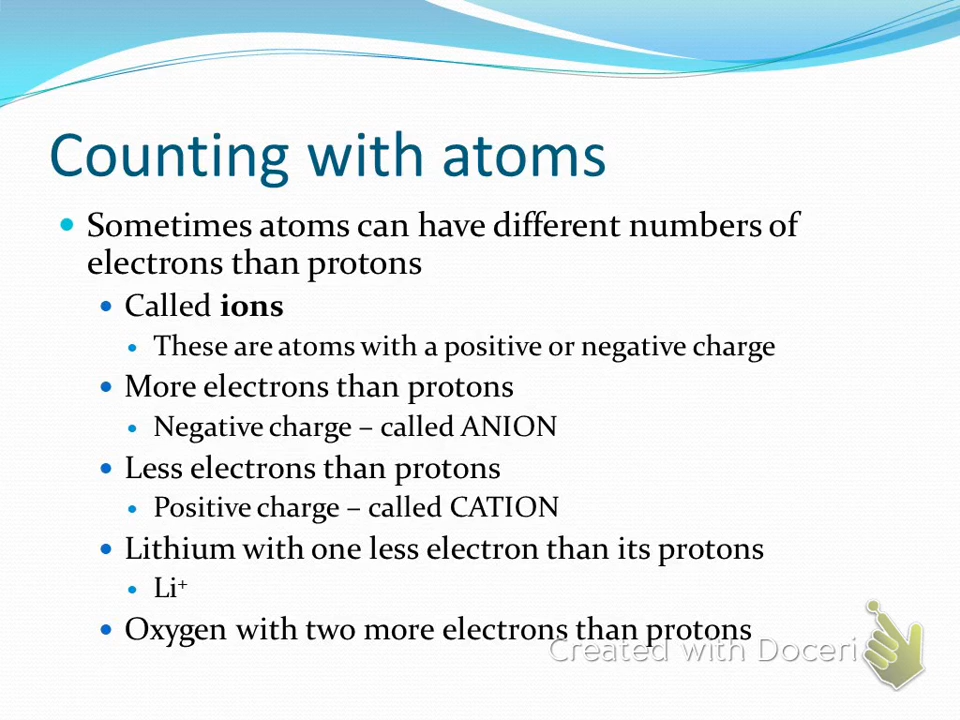 Counting with atoms
Sometimes atoms can have different numbers of
electrons than protons
Called ions
These are atoms with a positive or negative charge
More electrons than protons
Negative charge – called ANION
Less electrons than protons
Positive charge – called CATION
Lithium with one less electron than its protons
Li⁺
Oxygen with two more electrons than protons
Created with Doceri